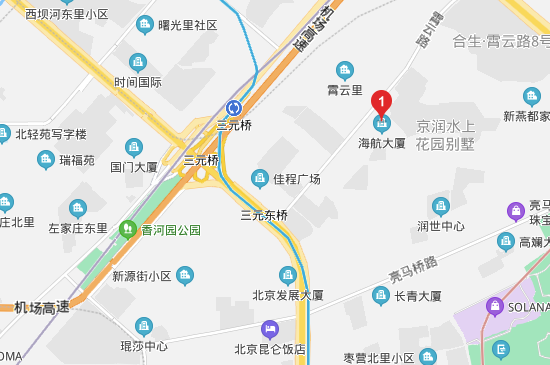 西坝河东里小区
曙光里社区
机场高速
霄云路
合生·霄云路8号
时间国际
霄云里
1
新燕都家
三元桥
北轻苑写字楼
瑞福苑
国门大厦
三元桥
海航大厦
京润水上
花园别墅
佳程广场
庄北里
左家庄东里
香河园公园
三元东桥
润世中心
亮马
珠宝
高斓大
新源街小区
亮马桥路
北京发展大厦
长青大厦
机场高速
SOLANA
琨莎中心
北京昆仑饭店
枣营北里小区
OMA